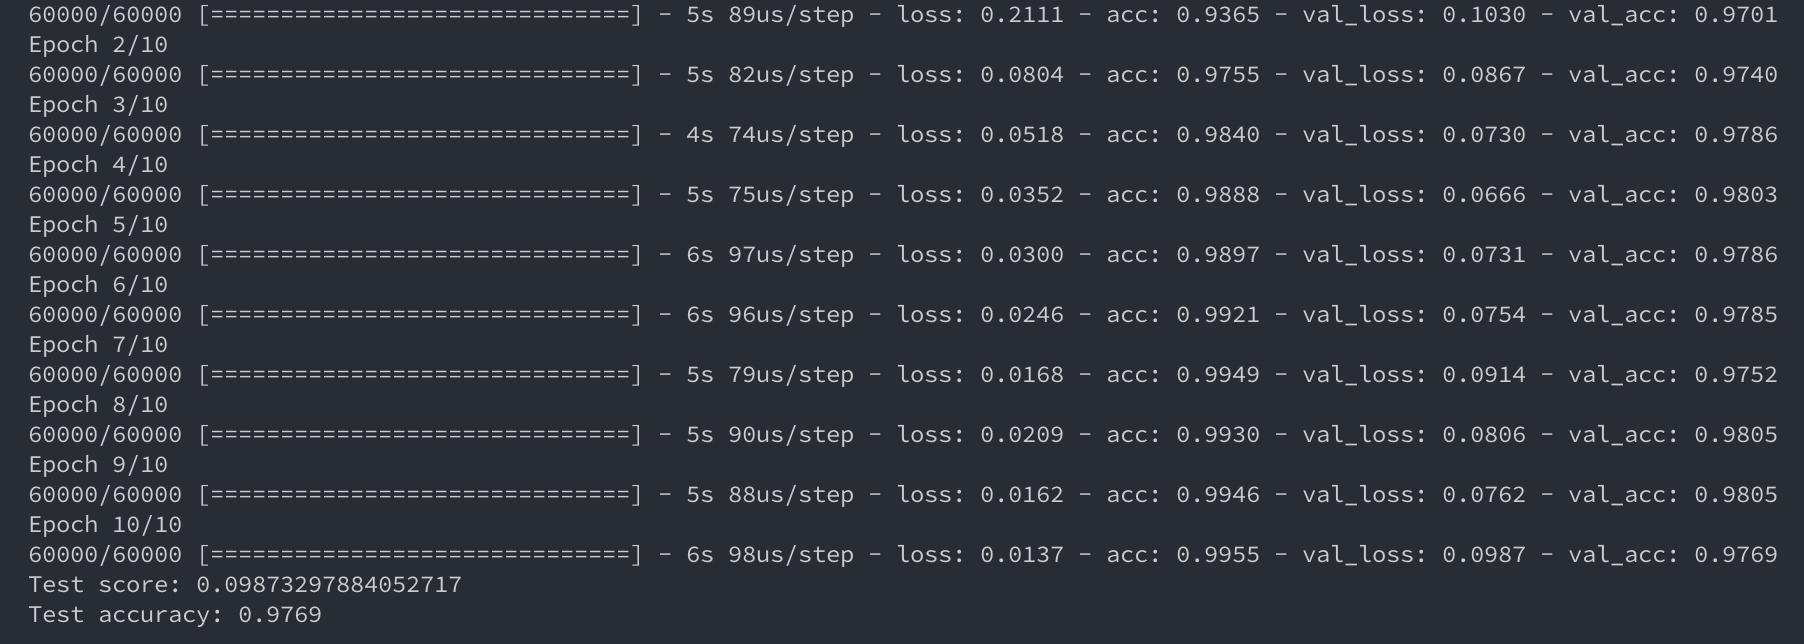 60000/60000 [==============================] - 5s 89us/step - loss: 0.2111 - acc: 0.9365 - val_loss: 0.1030 - val_acc: 0.9701
Epoch 2/10
60000/60000 [==============================] - 5s 82us/step - loss: 0.0804 - acc: 0.9755 - val_loss: 0.0867 - val_acc: 0.9740
Epoch 3/10
60000/60000 [==============================] - 4s 74us/step - loss: 0.0518 - acc: 0.9840 - val_loss: 0.0730 - val_acc: 0.9786
Epoch 4/10
60000/60000 [==============================] - 5s 75us/step - loss: 0.0352 - acc: 0.9888 - val_loss: 0.0666 - val_acc: 0.9803
Epoch 5/10
60000/60000 [==============================] - 6s 97us/step - loss: 0.0300 - acc: 0.9897 - val_loss: 0.0731 - val_acc: 0.9786
Epoch 6/10
60000/60000 [==============================] - 6s 96us/step - loss: 0.0246 - acc: 0.9921 - val_loss: 0.0754 - val_acc: 0.9785
Epoch 7/10
60000/60000 [==============================] - 5s 79us/step - loss: 0.0168 - acc: 0.9949 - val_loss: 0.0914 - val_acc: 0.9752
Epoch 8/10
60000/60000 [==============================] - 5s 90us/step - loss: 0.0209 - acc: 0.9930 - val_loss: 0.0806 - val_acc: 0.9805
Epoch 9/10
60000/60000 [==============================] - 5s 88us/step - loss: 0.0162 - acc: 0.9946 - val_loss: 0.0762 - val_acc: 0.9805
Epoch 10/10
60000/60000 [==============================] - 6s 98us/step - loss: 0.0137 - acc: 0.9955 - val_loss: 0.0987 - val_acc: 0.9769
Test score: 0.09873297884052717
Test accuracy: 0.9769